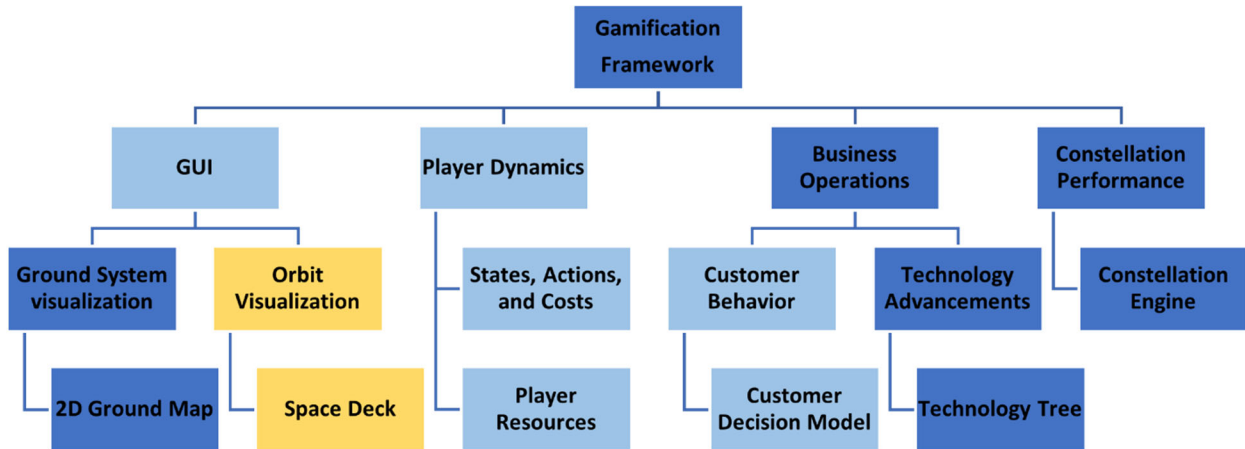 Gamification
Framework
GUI
Player Dynamics
Business
Operations
Constellation
Performance
Ground System
visualization
Orbit
Visualization
States, Actions,
and Costs
Customer
Behavior
Technology
Advancements
Constellation
Engine
2D Ground Map
Space Deck
Player
Resources
Customer
Decision Model
Technology Tree